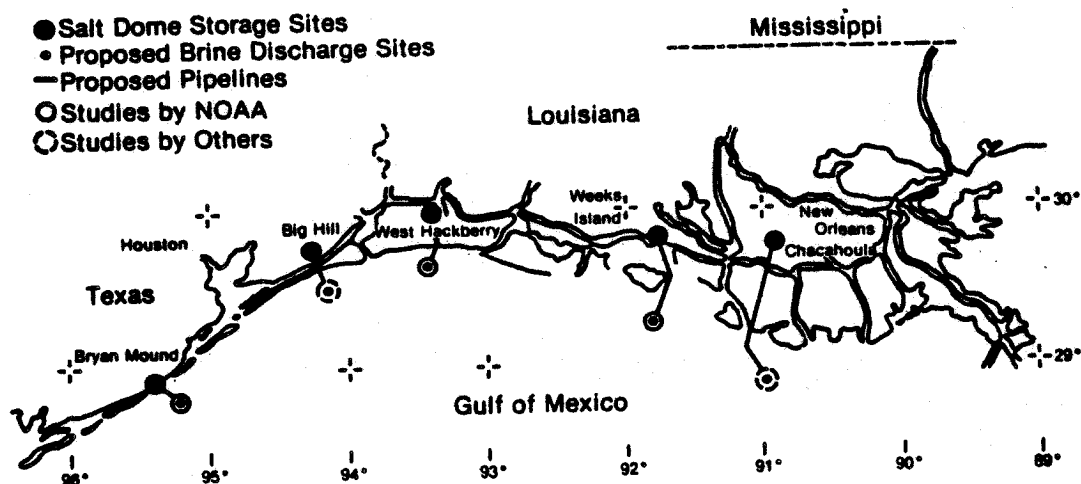 Salt Dome Storage Sites
Proposed Brine Discharge Sites
Proposed Pipelines
Studies by NOAA
Studies by Others
Mississippi
Louisiana
Weeks
Island
30°
New
Orleans
Big Hill
West Hackberry
Houston
Chacahoula
Texas
Bryan Mound
29°
Gulf of Mexico
96°
95°
94°
93°
92°
91°
90°
89°